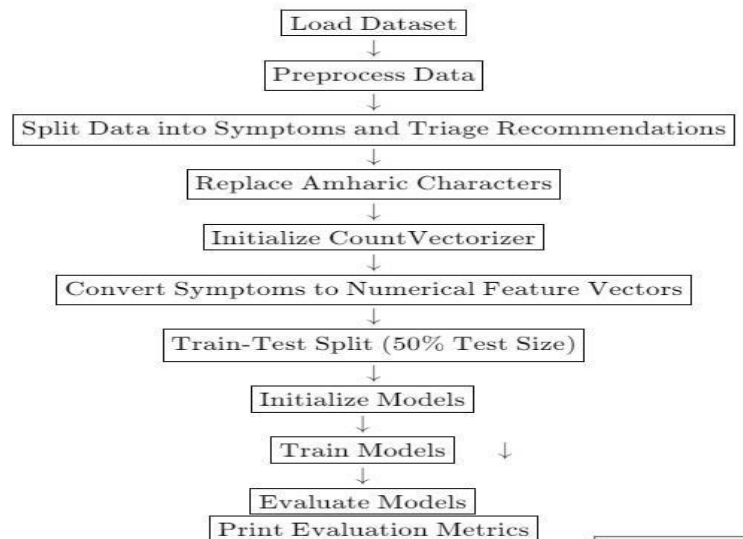 Load Dataset
↓
Preprocess Data
↓
Split Data into Symptoms and Triage Recommendations
↓
Replace Amharic Characters
↓
Initialize CountVectorizer
↓
Convert Symptoms to Numerical Feature Vectors
↓
Train-Test Split (50% Test Size)
↓
Initialize Models
↓
Train Models ↓
↓
Evaluate Models
Print Evaluation Metrics